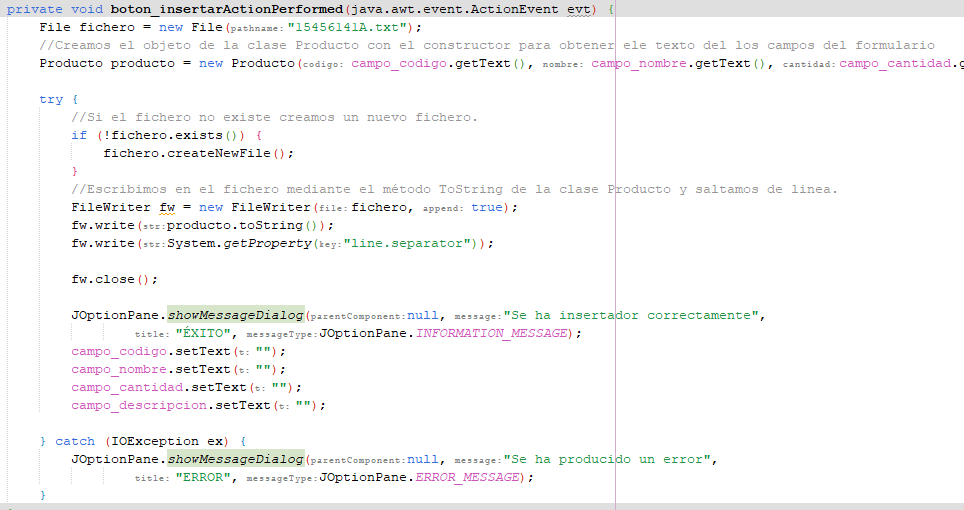 private void boton_insertarActionPerformed(java.awt.event.ActionEvent evt) {
File fichero = new File(pathname: "15456141A.txt");
//Creamos el objeto de la clase Producto con el constructor para obtener ele texto del los campos del formulario
Producto producto = new Producto(codigo: campo_codigo.getText(), nombre: campo_nombre.getText(), cantidad: campo_cantidad.g
try {
//Si el fichero no existe creamos un nuevo fichero.
if (!fichero.exists()) {
fichero.createNewFile();
}
//Escribimos en el fichero mediante el método ToString de la clase Producto y saltamos de linea.
FileWriter fw = new FileWriter(file: fichero, append: true);
fw.write(str: producto.toString());
fw.write(str: System.getProperty(key: "line.separator"));
fw.close();
JOptionPane.showMessageDialog(parentComponent: null, message: "Se ha insertador correctamente",
title: "ÉXITO", messageType: JOptionPane.INFORMATION_MESSAGE);
campo_codigo.setText(t: "");
campo_nombre.setText(t: "");
campo_cantidad.setText(t: "");
campo_descripcion.setText(t: "");
} catch (IOException ex) {
JOptionPane.showMessageDialog(parentComponent: null, message: "Se ha producido un error",
title: "ERROR", messageType: JOptionPane.ERROR_MESSAGE);
}